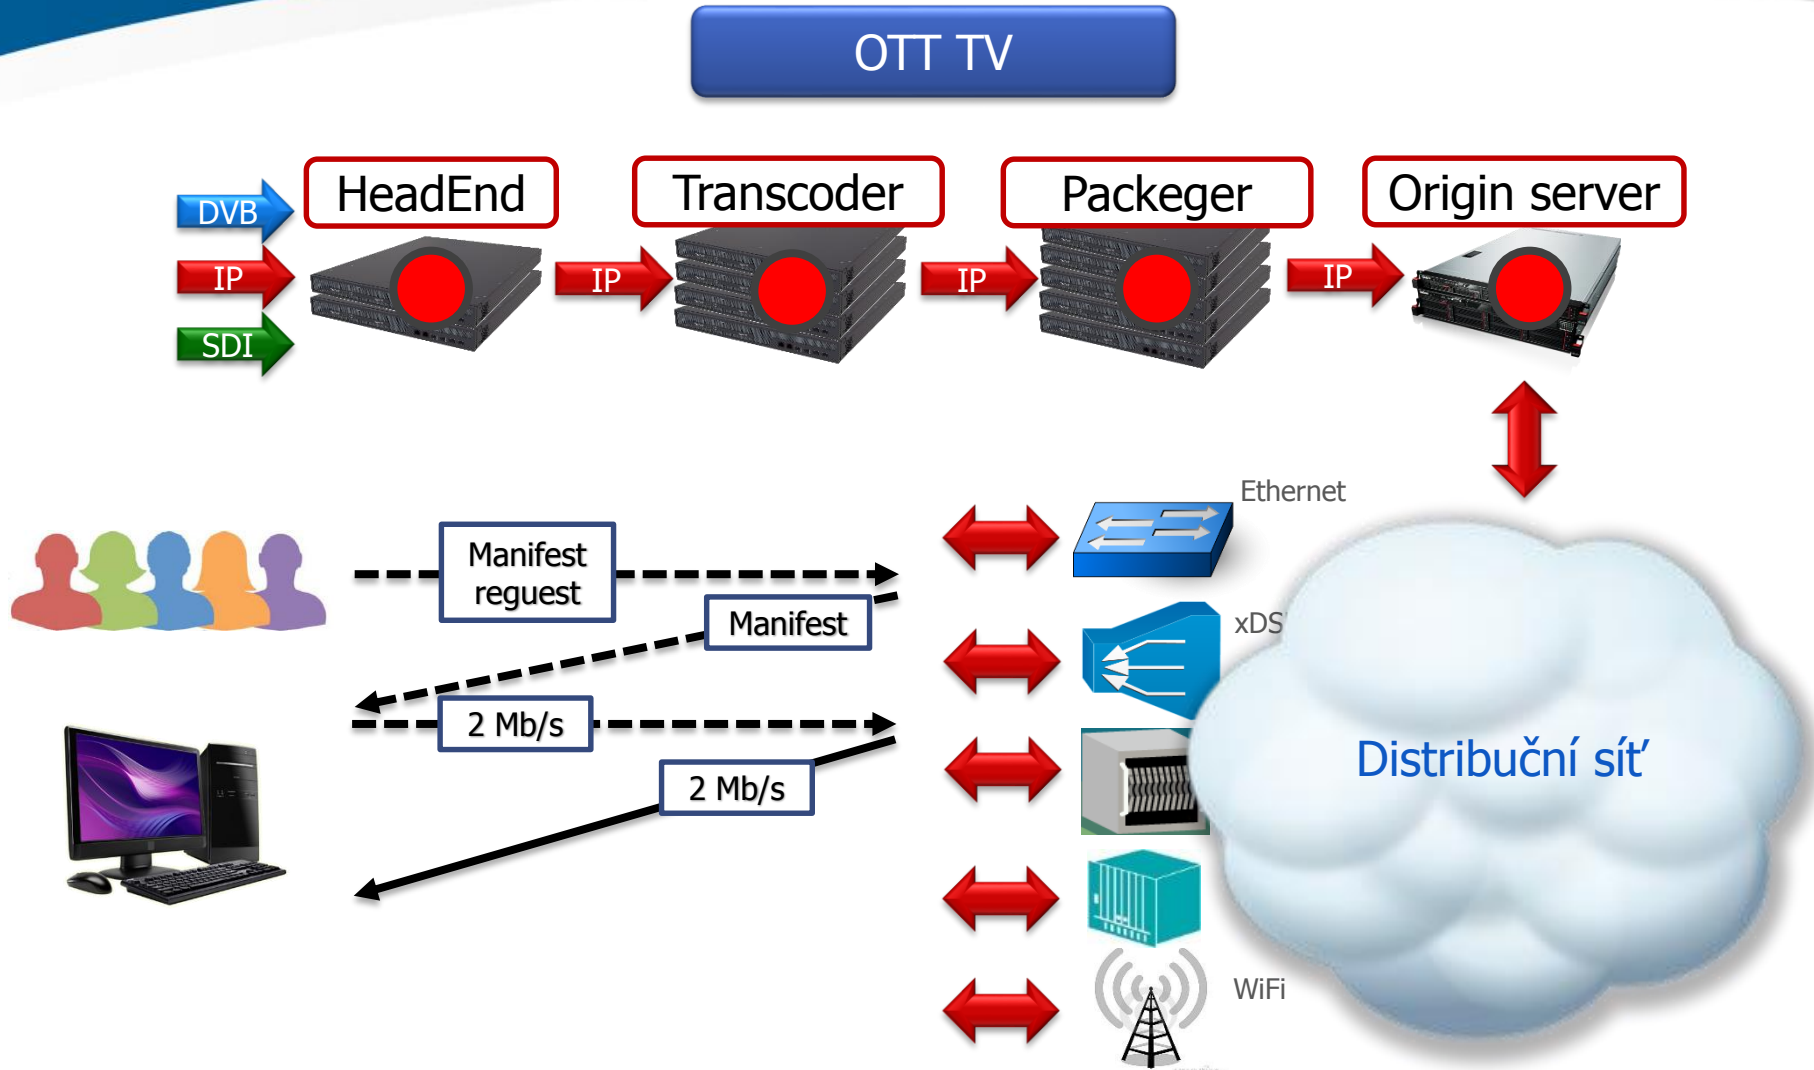 OTT TV
HeadEnd
Transcoder
Packeger
Origin server
DVB
IP
SDI
IP
IP
IP
Ethernet
Manifest
reguest
Manifest
xDS
2 Mb/s
2 Mb/s
Distribuční síť
WiFi